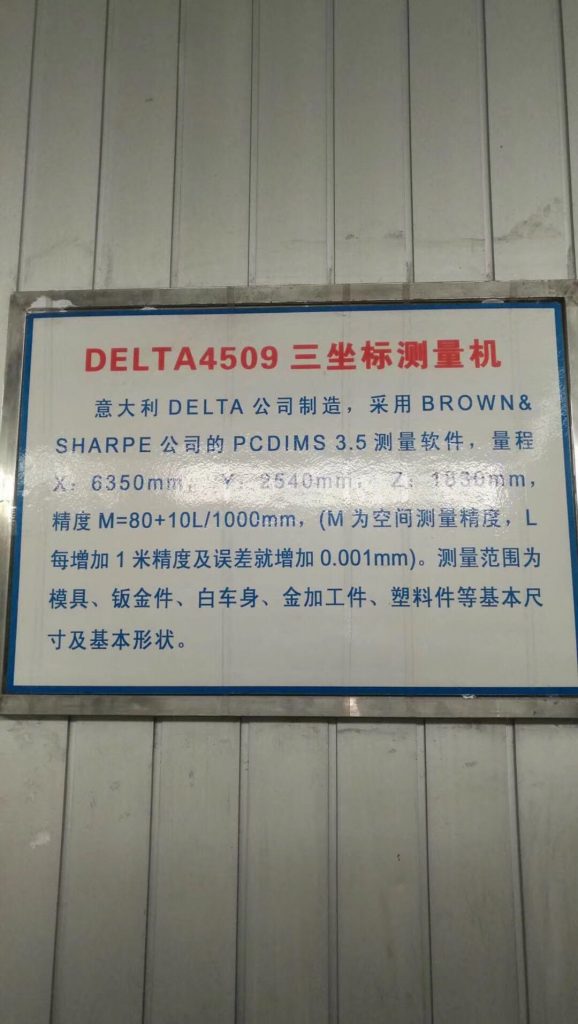 DELTA4509 三坐标测量机
意大利 DELTA 公司制造，采用 BROWN&
SHARPE 公司的 PCDIMS 3.5 测量软件，量程
X：6350mm， Y：2540mm， Z：1830mm，
精度 M=80+10L/1000mm，(M 为空间测量精度，L
每增加 1 米精度及误差就增加 0.001mm)。测量范围为
模具、钣金件、白车身、金加工件、塑料件等基本尺
寸及基本形状。